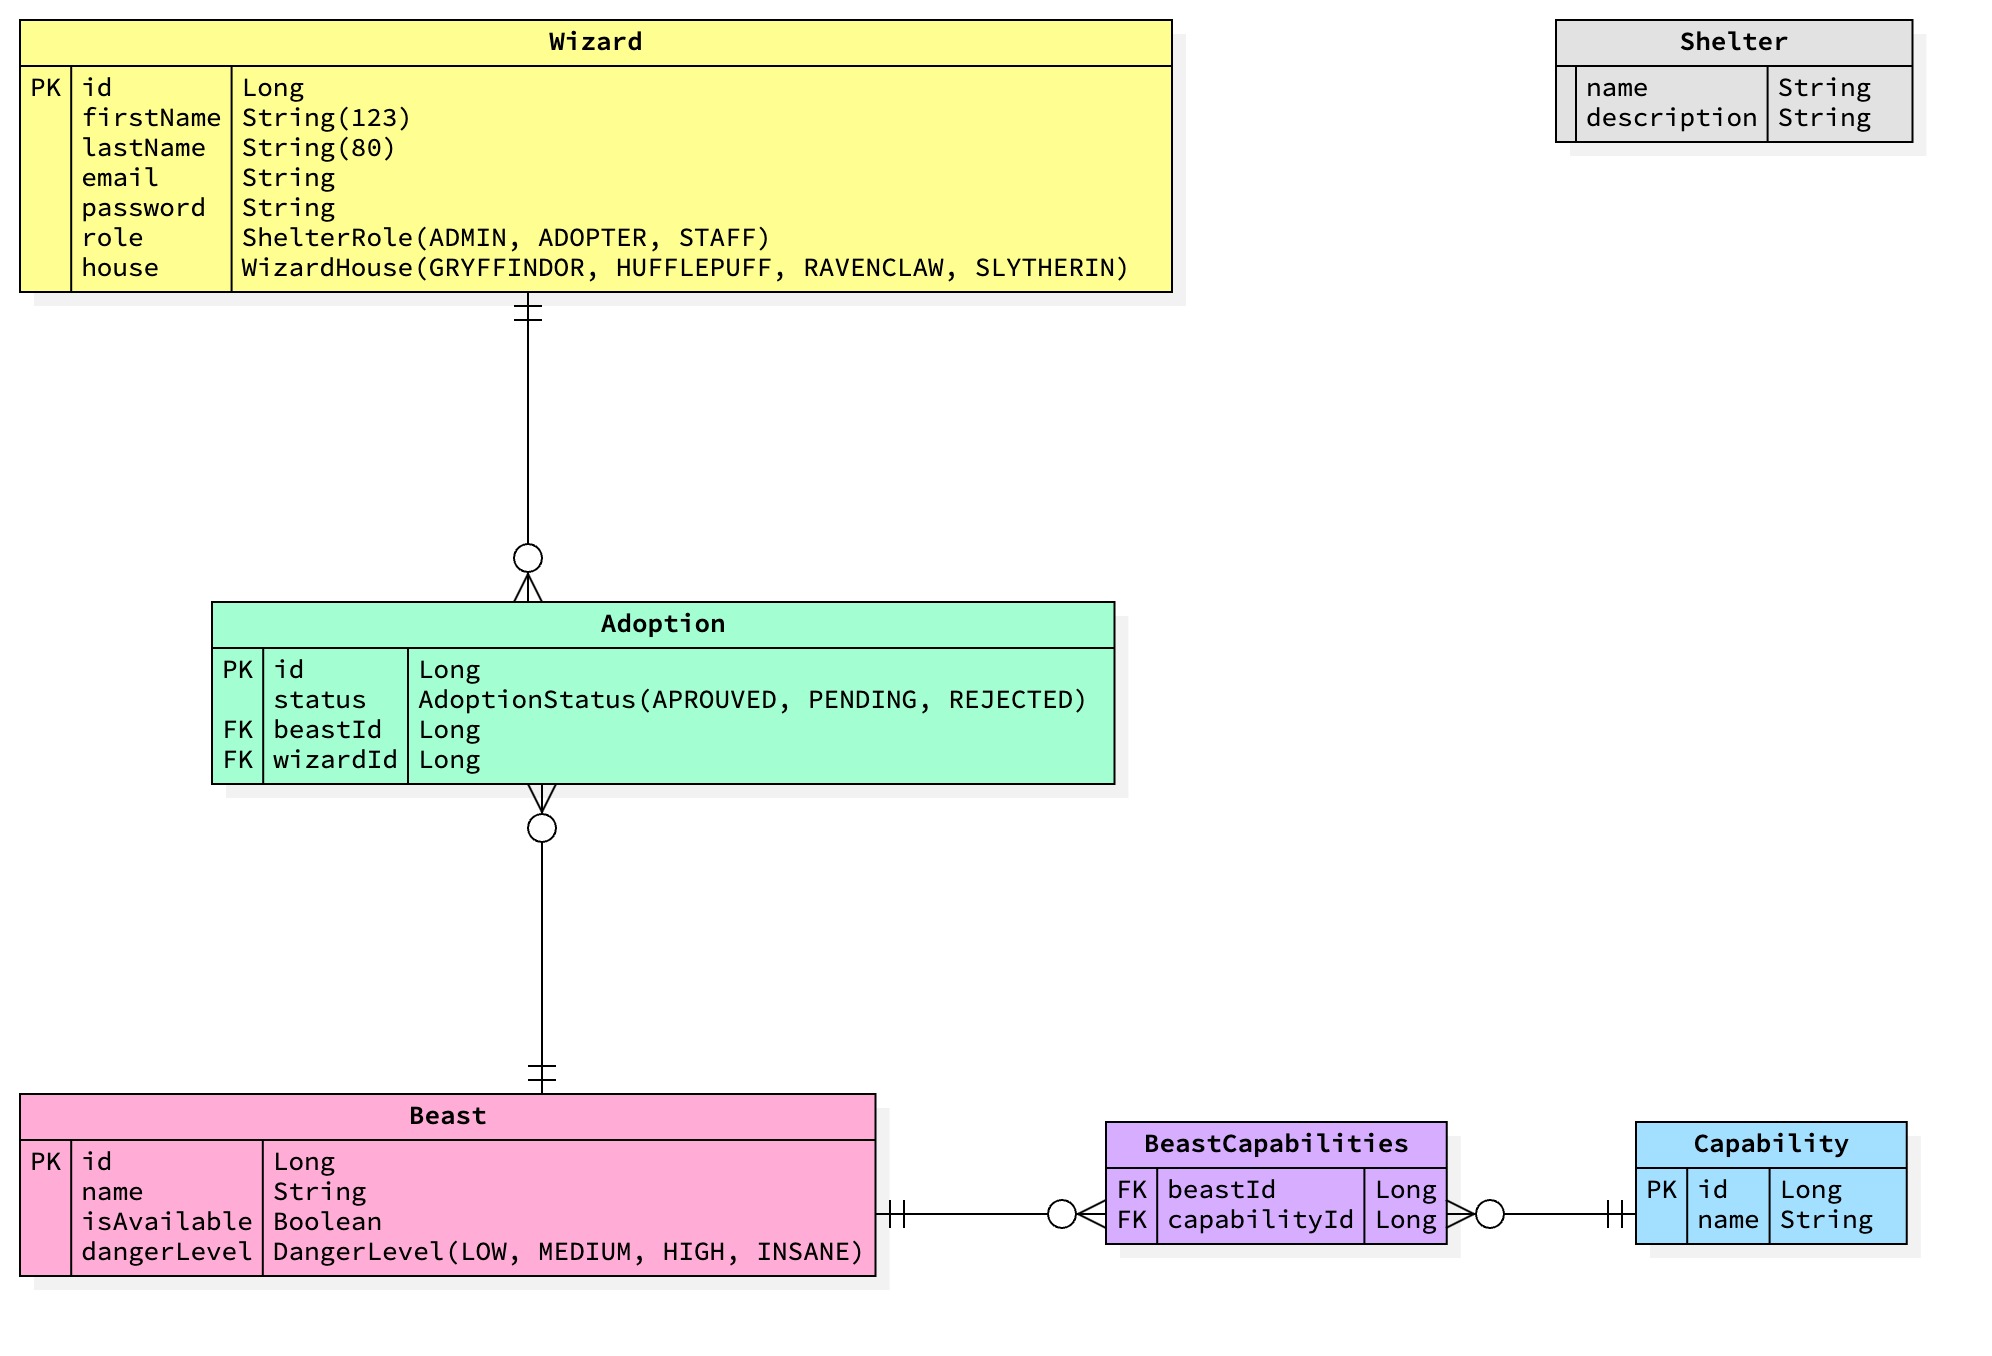 Wizard
PK id Long
firstName String(123)
lastName String(80)
email String
password String
role ShelterRole(ADMIN, ADOPTER, STAFF)
house WizardHouse(GRYFFINDOR, HUFFLEPUFF, RAVENCLAW, SLYTHERIN)
Shelter
name String
description String
Adoption
PK id Long
status AdoptionStatus(APROUVED, PENDING, REJECTED)
FK beastId Long
FK wizardId Long
Beast
PK id Long
name String
isAvailable Boolean
dangerLevel DangerLevel(LOW, MEDIUM, HIGH, INSANE)
BeastCapabilities
FK beastId Long
FK capabilityId Long
Capability
PK id Long
name String